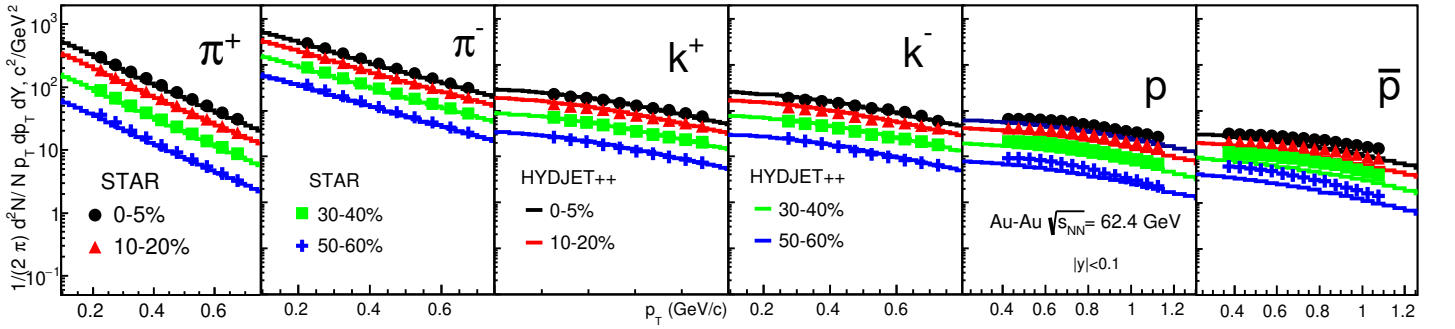 1/(2 π) d²N/ N p_T dp_T dY, c²/GeV²
10³
10²
10
1
10⁻¹
π⁺
STAR
0-5%
10-20%
0.2 0.4 0.6
π⁻
STAR
30-40%
50-60%
0.2 0.4 0.6
k⁺
HYDJET++
0-5%
10-20%
p_T (GeV/c)
k⁻
HYDJET++
30-40%
50-60%
0.2 0.4 0.6
p
Au-Au √s_NN = 62.4 GeV
|y|<0.1
0.4 0.6 0.8 1 1.2
p̅
0.4 0.6 0.8 1 1.2